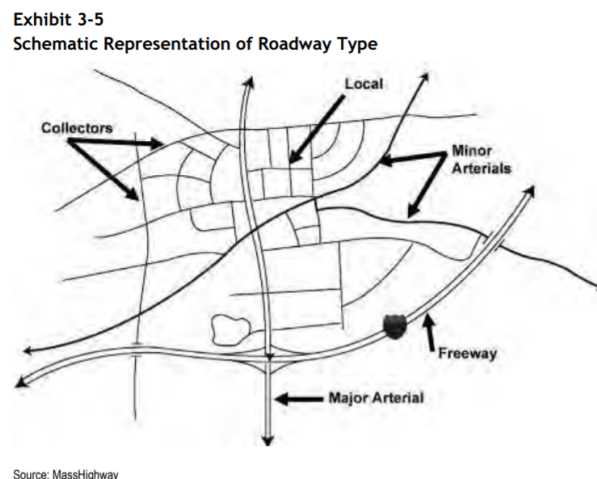 Exhibit 3-5
Schematic Representation of Roadway Type
Local
Collectors
Minor
Arterials
Freeway
Major Arterial
Source: MassHighway